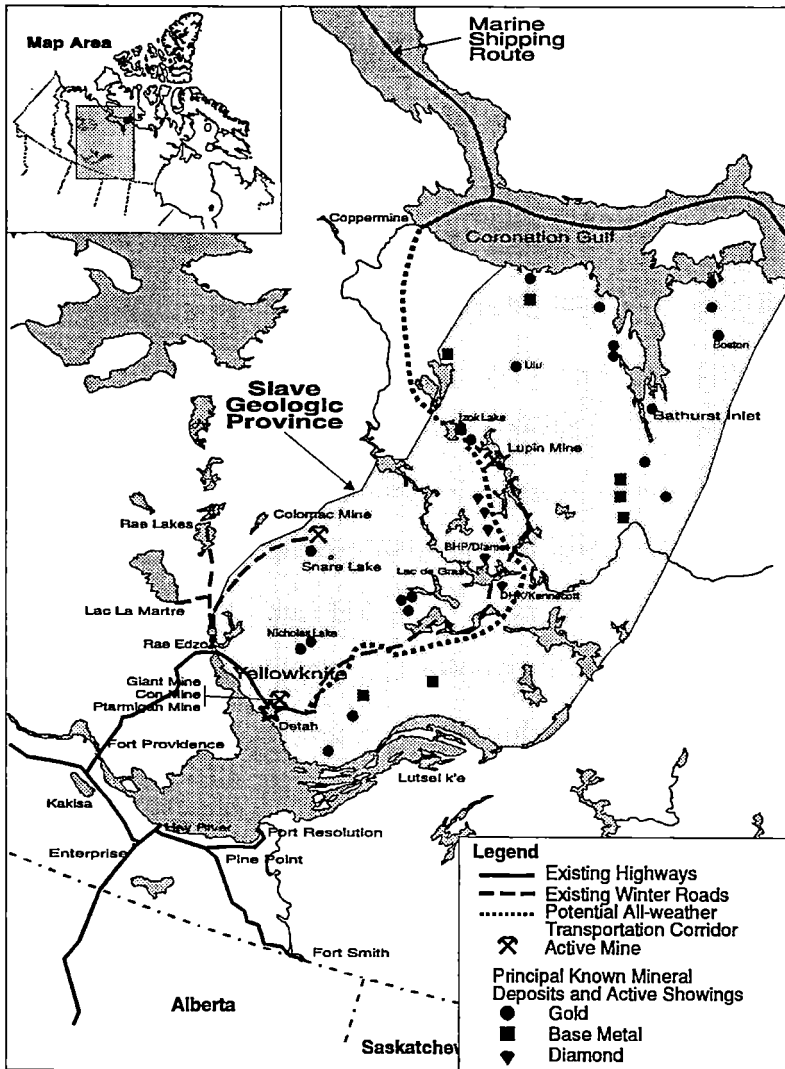 Map Area
Marine
Shipping
Route
Coppermine
Coronation Gulf
Ulu
Boston
Slave
Geologic
Province
Izok Lake
Bathurst Inlet
Lupin Mine
Rae Lakes
Colomac Mine
Snare Lake
BHP/Diamet
Lac de Gras
DHK/Kennecott
Lac La Martre
Rae Edzo
Nicholas Lake
Yellowknife
Giant Mine
Con Mine
Ptarmigan Mine
Detah
Fort Providence
Lutsel k'e
Kakisa
Hay River
Fort Resolution
Enterprise
Pine Point
Fort Smith
Alberta
Saskatchew
Legend
Existing Highways
Existing Winter Roads
Potential All-weather
Transportation Corridor
Active Mine
Principal Known Mineral
Deposits and Active Showings
Gold
Base Metal
Diamond